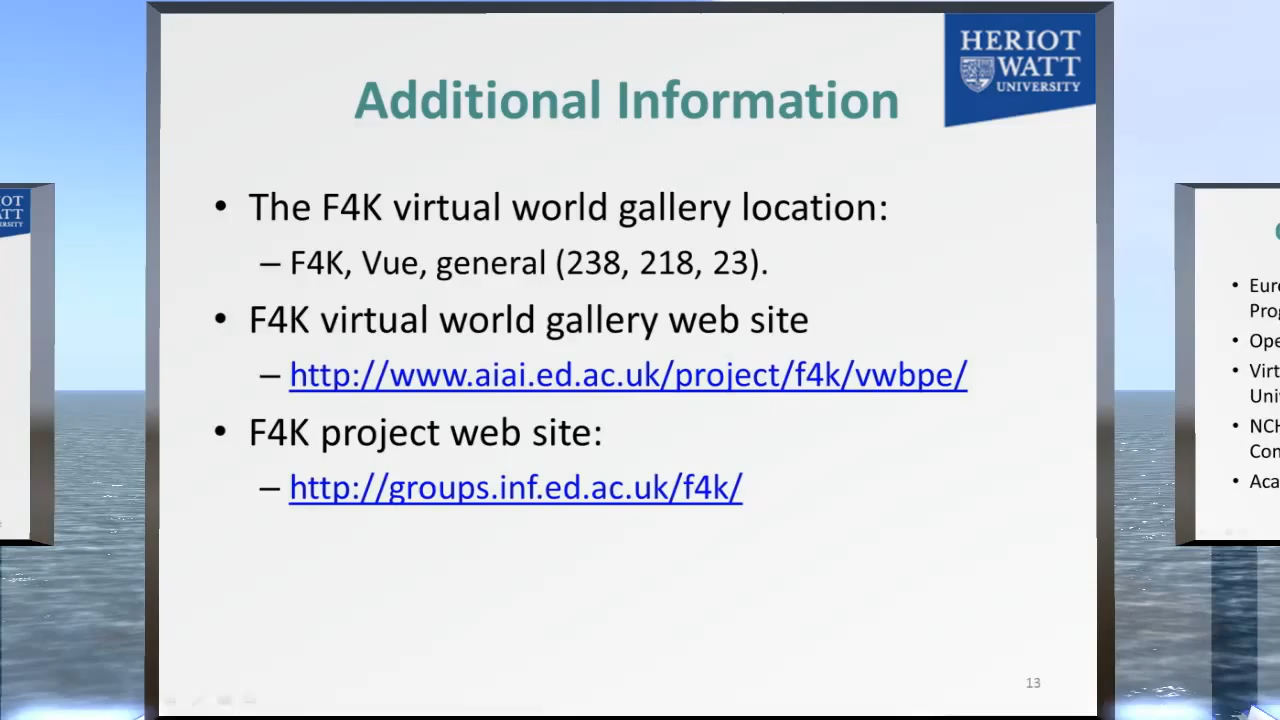 HERIOT
WATT
UNIVERSITY
Additional Information
• The F4K virtual world gallery location:
– F4K, Vue, general (238, 218, 23).
• F4K virtual world gallery web site
– http://www.aiai.ed.ac.uk/project/f4k/vwbpe/
• F4K project web site:
– http://groups.inf.ed.ac.uk/f4k/
13